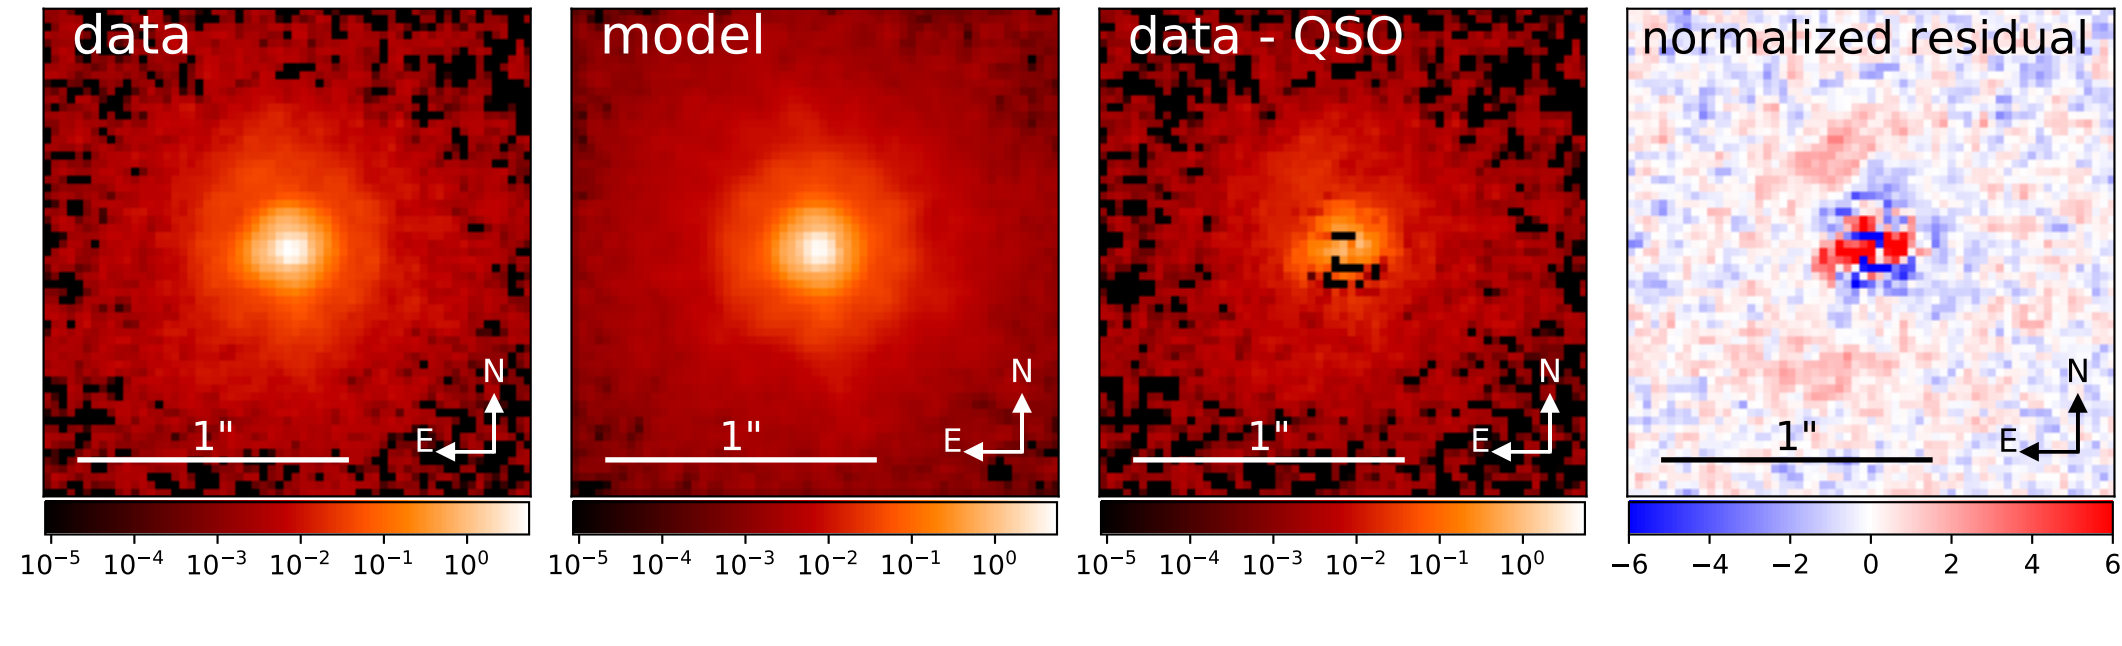 data
model
data - QSO
normalized residual
N
E
1"
N
E
1"
N
E
1"
N
E
1"
10⁻⁵ 10⁻⁴ 10⁻³ 10⁻² 10⁻¹ 10⁰
10⁻⁵ 10⁻⁴ 10⁻³ 10⁻² 10⁻¹ 10⁰
10⁻⁵ 10⁻⁴ 10⁻³ 10⁻² 10⁻¹ 10⁰
−6 −4 −2 0 2 4 6